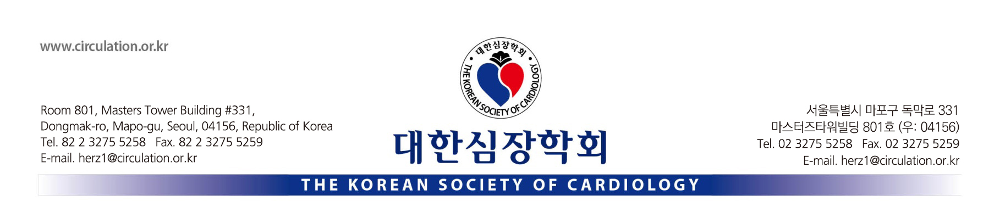 www.circulation.or.kr
대한심장학회
THE KOREAN SOCIETY OF CARDIOLOGY
Room 801, Masters Tower Building #331,
Dongmak-ro, Mapo-gu, Seoul, 04156, Republic of Korea
Tel. 82 2 3275 5258 Fax. 82 2 3275 5259
E-mail. herz1@circulation.or.kr
대한심장학회
서울특별시 마포구 독막로 331
마스터즈타워빌딩 801호 (우: 04156)
Tel. 02 3275 5258 Fax. 02 3275 5259
E-mail. herz1@circulation.or.kr
THE KOREAN SOCIETY OF CARDIOLOGY